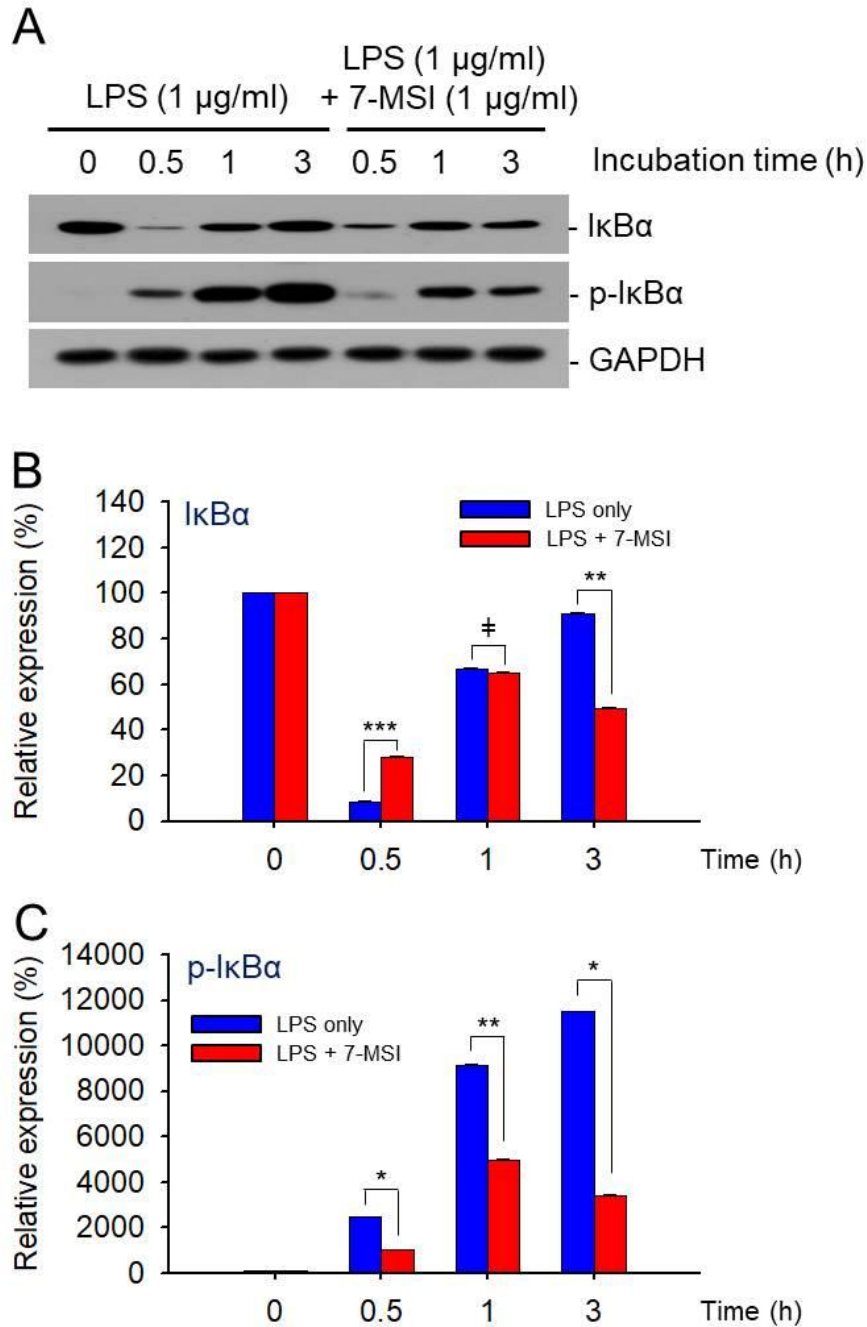 A
LPS (1 µg/ml)
LPS (1 µg/ml)
+ 7-MSI (1 µg/ml)
0 0.5 1 3 0.5 1 3 Incubation time (h)
- IκBα
- p-IκBα
- GAPDH
B
Relative expression (%)
IκBα
LPS only
LPS + 7-MSI
140
120
100
80
60
40
20
0
***
ǂ
**
0 0.5 1 3 Time (h)
C
Relative expression (%)
p-IκBα
LPS only
LPS + 7-MSI
14000
12000
10000
8000
6000
4000
2000
0
*
**
*
0 0.5 1 3 Time (h)